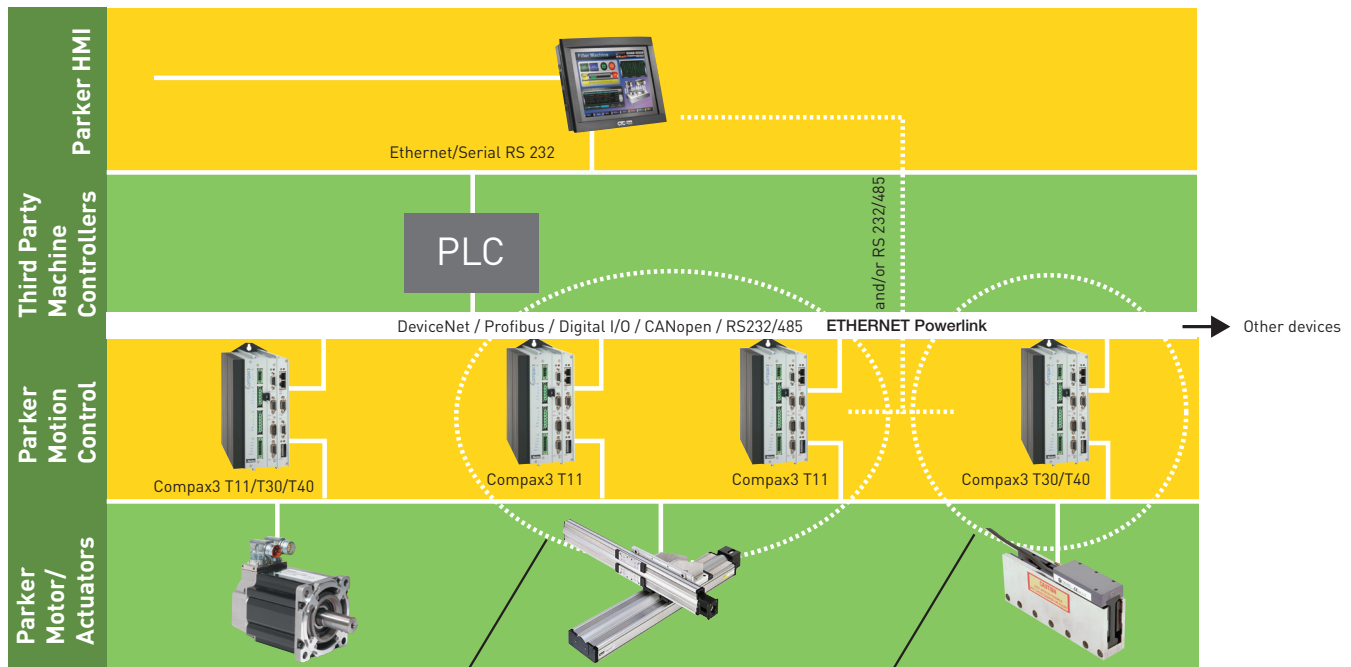 Parker HMI
Filler Machine
Ethernet/Serial RS 232
Third Party
Machine
Controllers
PLC
and/or RS 232/485
DeviceNet / Profibus / Digital I/O / CANopen / RS232/485 ETHERNET Powerlink
Other devices
Parker
Motion
Control
Compax3 T11/T30/T40
Compax3 T11
Compax3 T11
Compax3 T30/T40
Parker
Motor/
Actuators